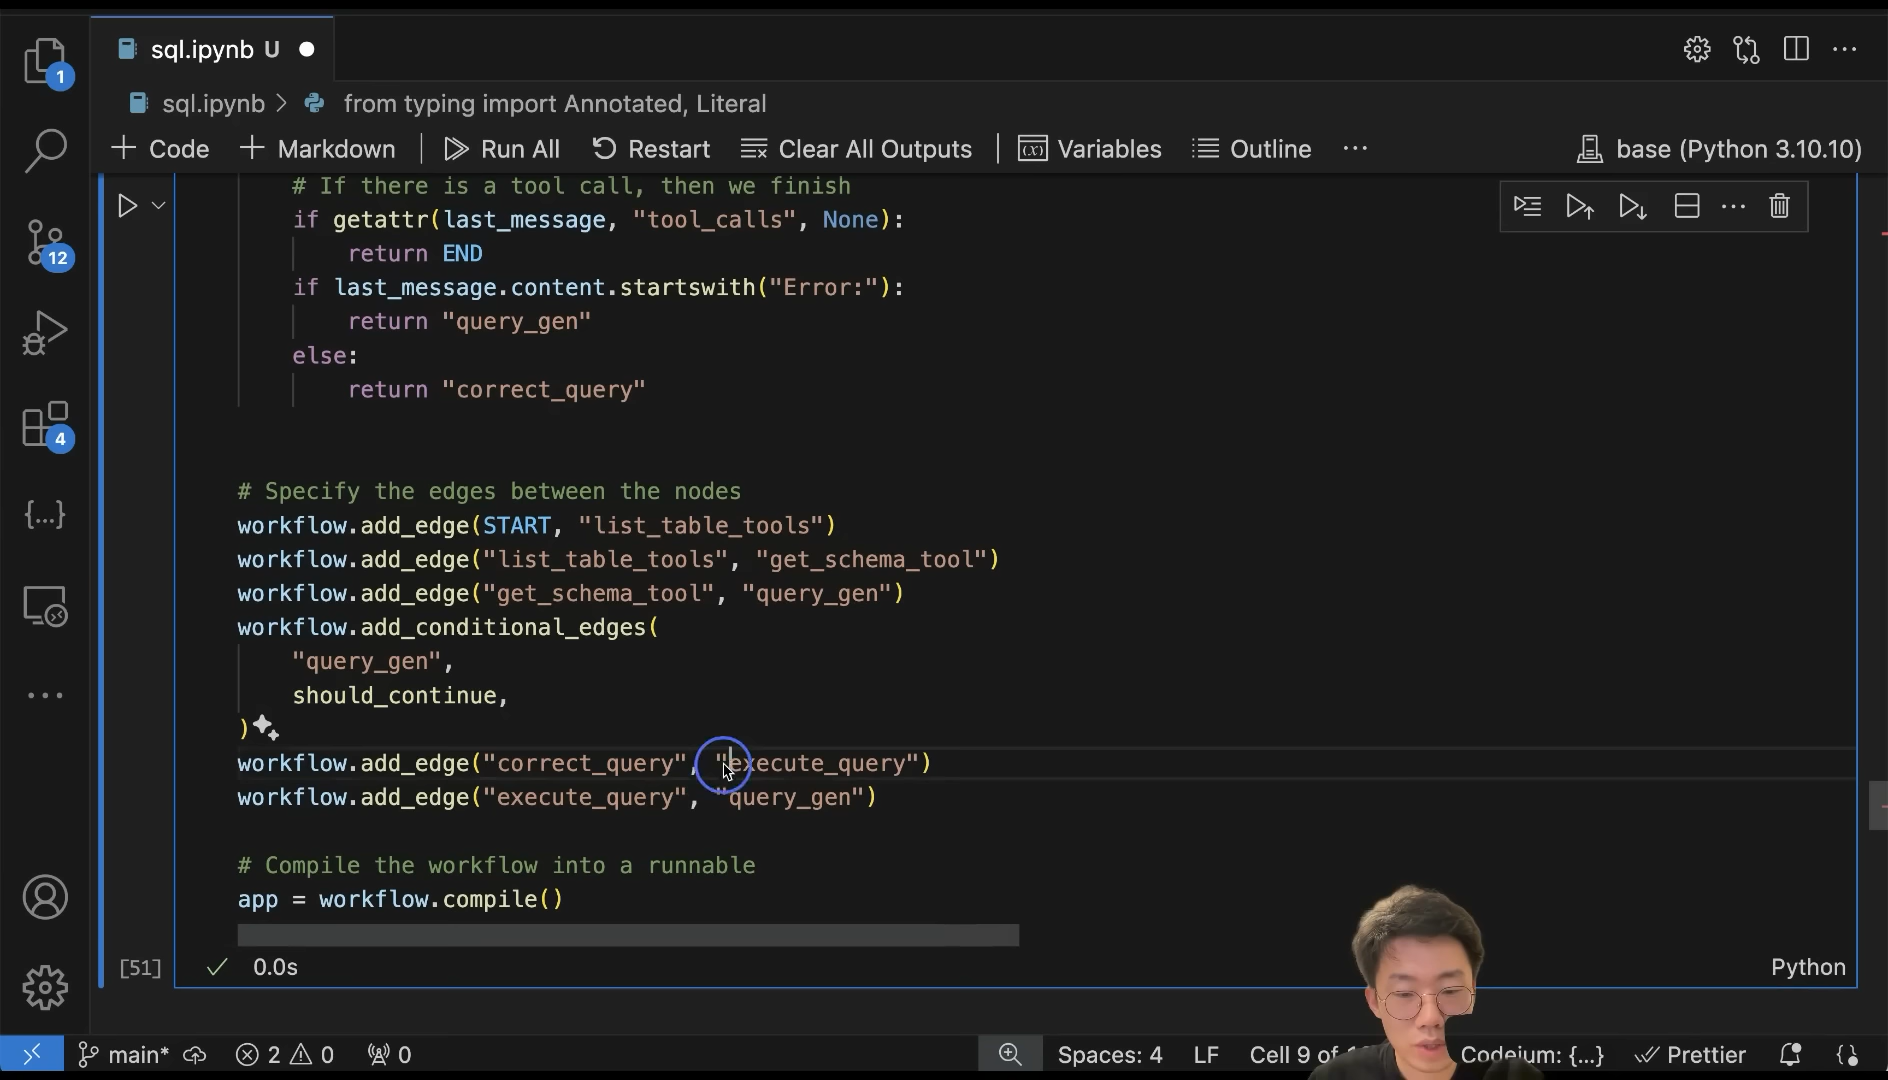 1
12
4
sql.ipynb U
sql.ipynb > from typing import Annotated, Literal
+ Code + Markdown Run All Restart Clear All Outputs Variables Outline ··· base (Python 3.10.10)
# If there is a tool call, then we finish
if getattr(last_message, "tool_calls", None):
return END
if last_message.content.startswith("Error:"):
return "query_gen"
else:
return "correct_query"
# Specify the edges between the nodes
workflow.add_edge(START, "list_table_tools")
workflow.add_edge("list_table_tools", "get_schema_tool")
workflow.add_edge("get_schema_tool", "query_gen")
workflow.add_conditional_edges(
"query_gen",
should_continue,
)
workflow.add_edge("correct_query", "execute_query")
workflow.add_edge("execute_query", "query_gen")
# Compile the workflow into a runnable
app = workflow.compile()
[51] 0.0s Python
main* 2 0 0 Spaces: 4 LF Cell 9 of Codeium: {...} Prettier